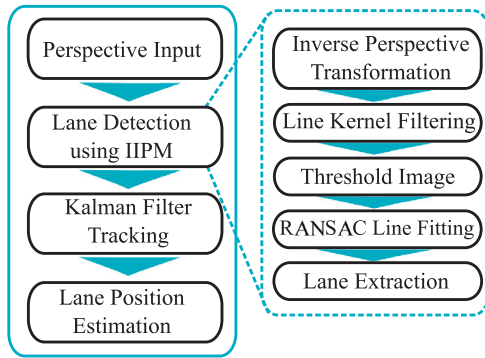 Perspective Input
Lane Detection
using IIPM
Kalman Filter
Tracking
Lane Position
Estimation
Inverse Perspective
Transformation
Line Kernel Filtering
Threshold Image
RANSAC Line Fitting
Lane Extraction